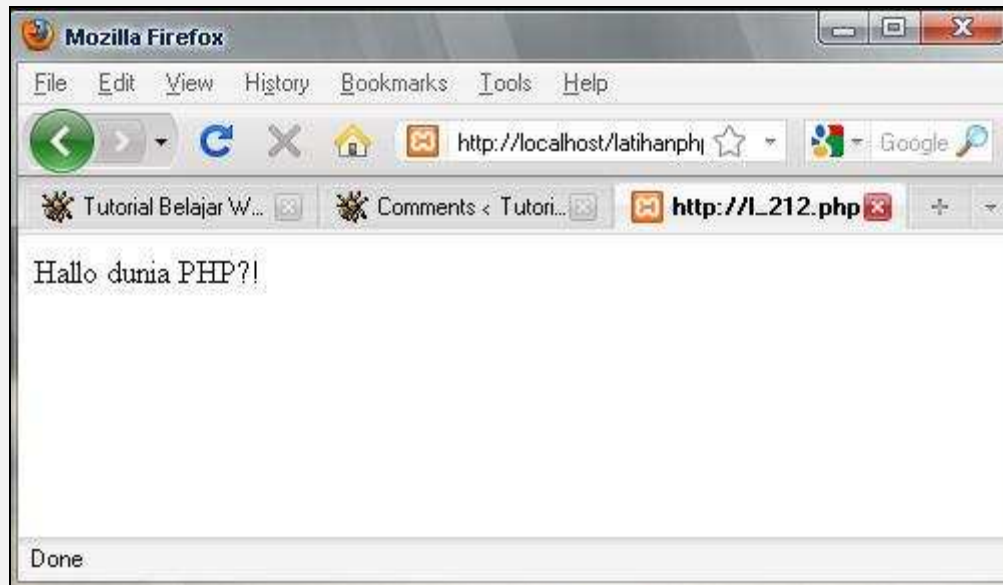 Mozilla Firefox
File Edit View History Bookmarks Tools Help
http://localhost/latihanph Google
Tutorial Belajar W... Comments < Tutori... http://l_212.php
Hallo dunia PHP?!
Done